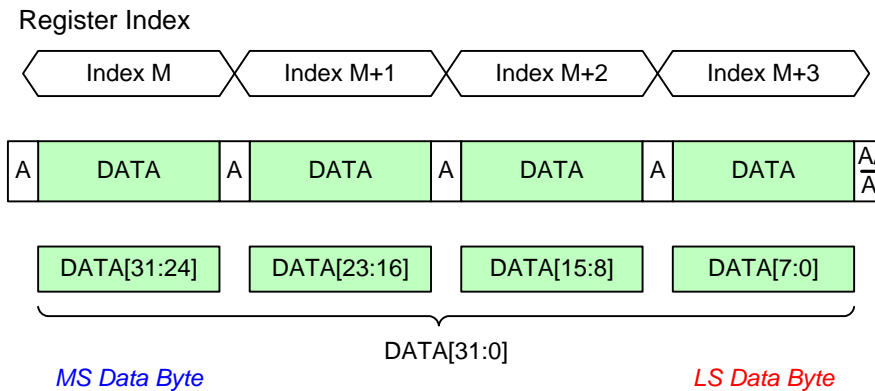 Register Index
Index M Index M+1 Index M+2 Index M+3
A DATA A DATA A DATA A DATA
A
DATA[31:24] DATA[23:16] DATA[15:8] DATA[7:0]
DATA[31:0]
MS Data Byte LS Data Byte